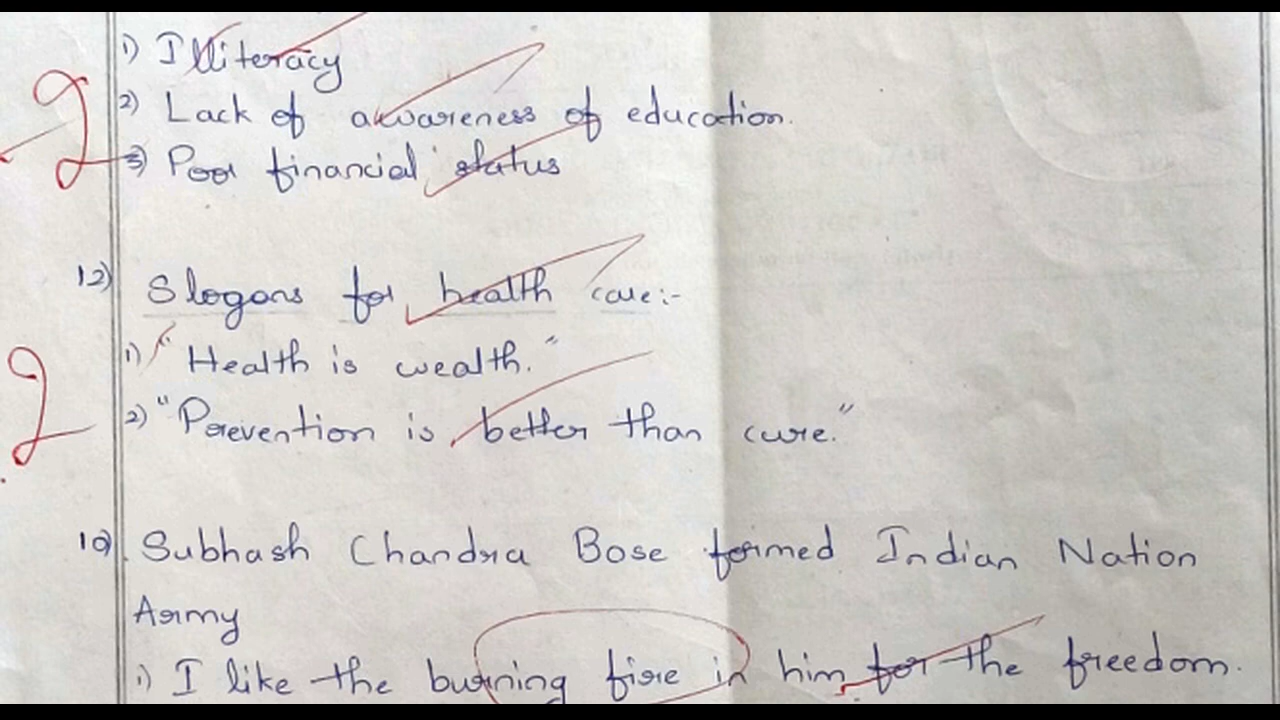 1) Illiteracy
2) Lack of awareness of education.
3) Poor financial status
2
12) Slogans for health care:-
1) "Health is wealth."
2) "Prevention is better than cure."
2
10) Subhash Chandra Bose formed Indian Nation
Army
1) I like the burning fire in him for the freedom.